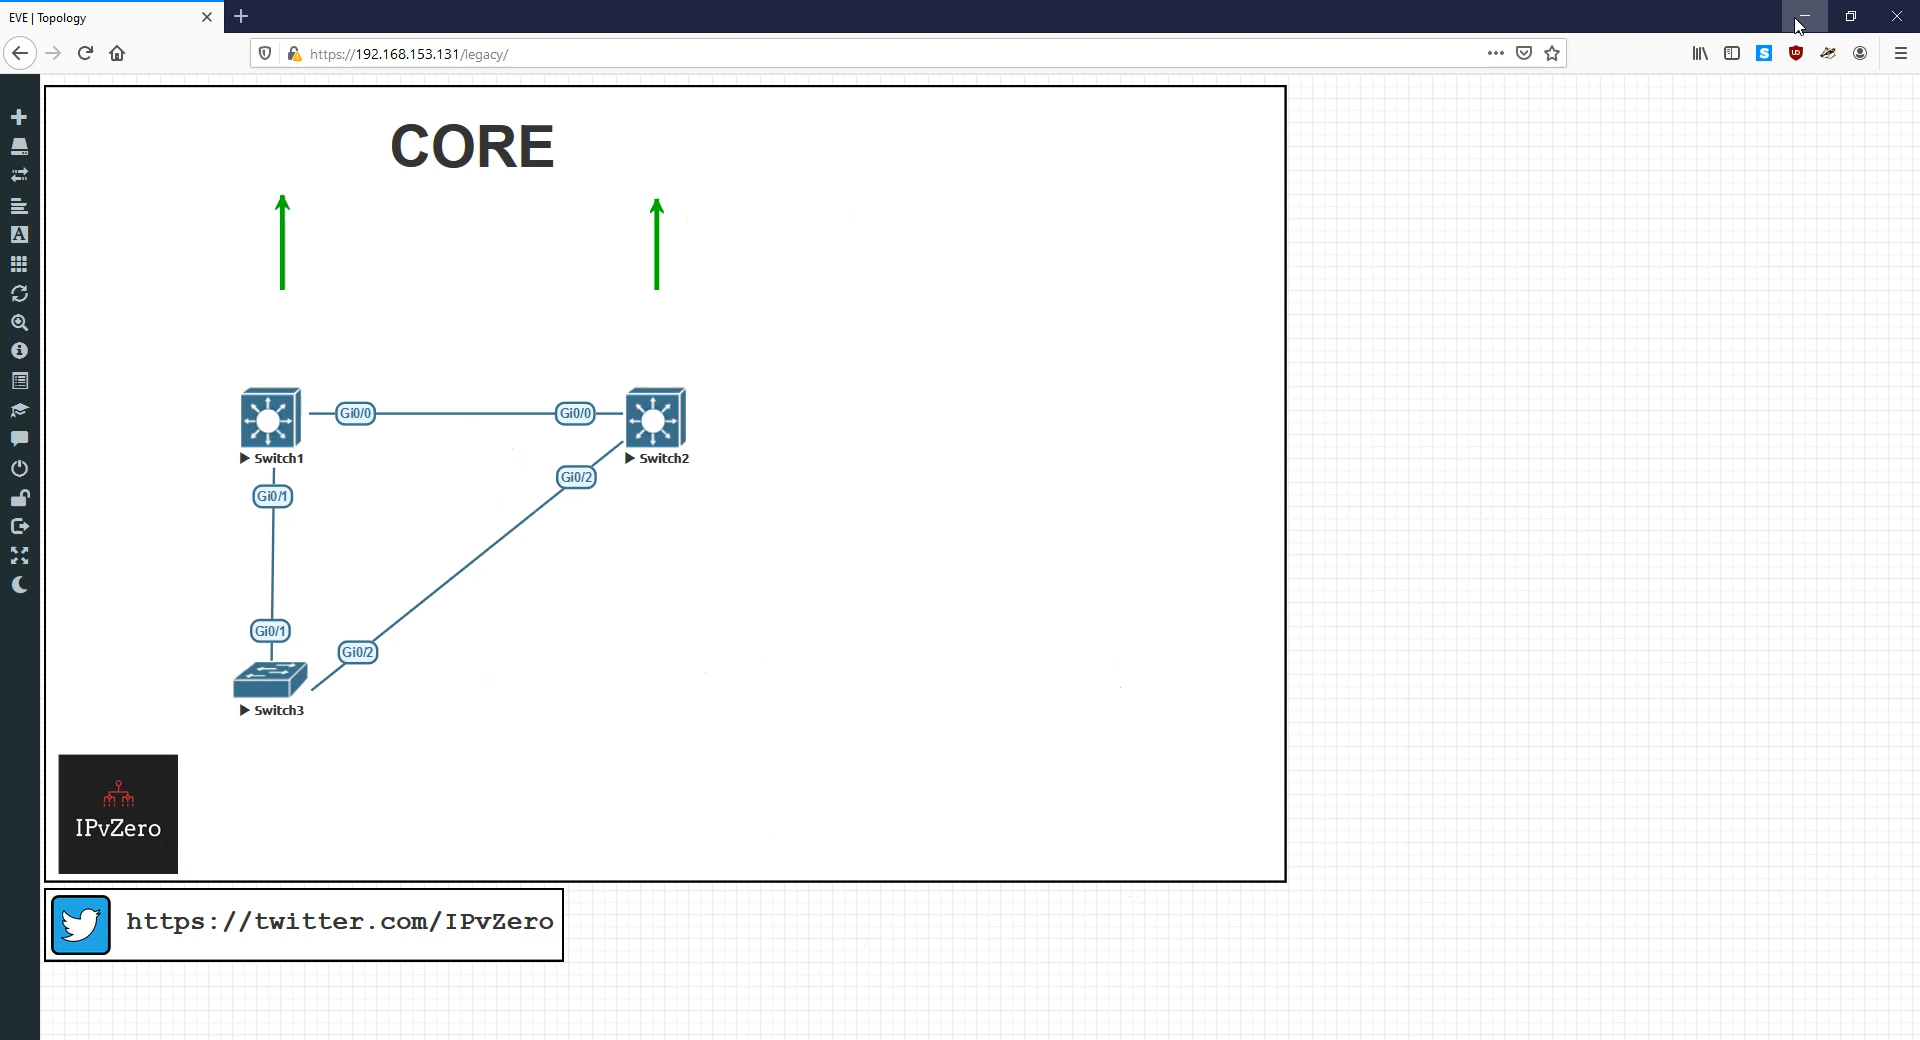 EVE | Topology
https://192.168.153.131/legacy/
CORE
Gi0/0
Gi0/0
Switch1
Switch2
Gi0/2
Gi0/1
Gi0/1
Gi0/2
Switch3
IPvZero
https://twitter.com/IPvZero